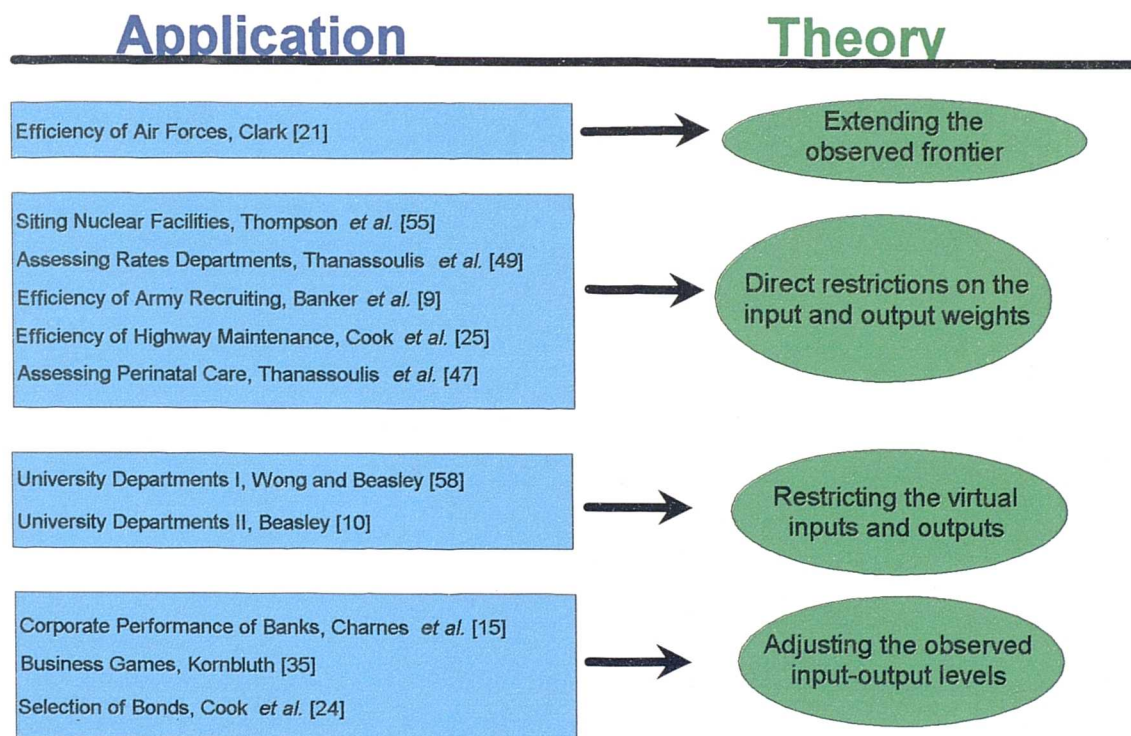 Application
Theory
Efficiency of Air Forces, Clark [21]
Extending the
observed frontier
Siting Nuclear Facilities, Thompson et al. [55]
Assessing Rates Departments, Thanassoulis et al. [49]
Efficiency of Army Recruiting, Banker et al. [9]
Efficiency of Highway Maintenance, Cook et al. [25]
Assessing Perinatal Care, Thanassoulis et al. [47]
Direct restrictions on the
input and output weights
University Departments I, Wong and Beasley [58]
University Departments II, Beasley [10]
Restricting the virtual
inputs and outputs
Corporate Performance of Banks, Charnes et al. [15]
Business Games, Kornbluth [35]
Selection of Bonds, Cook et al. [24]
Adjusting the observed
input-output levels